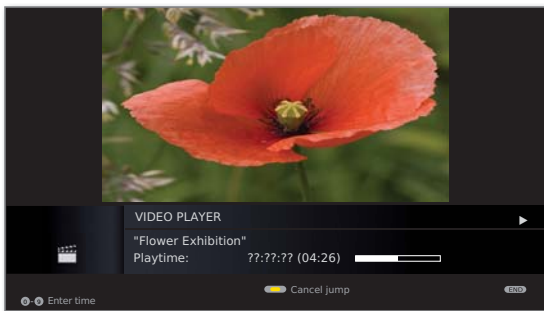 VIDEO PLAYER
"Flower Exhibition"
Playtime: ??:??:?? (04:26)
Cancel jump
END
0-9 Enter time